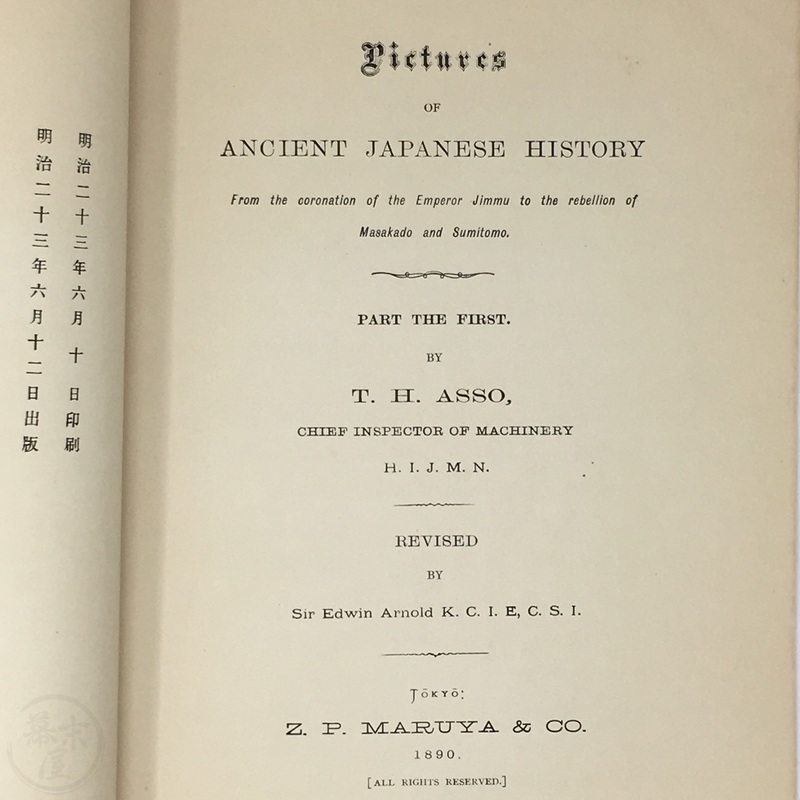 明治二十三年六月十日印刷
明治二十三年六月十二日出版
Pictures
OF
ANCIENT JAPANESE HISTORY
From the coronation of the Emperor Jimmu to the rebellion of
Masakado and Sumitomo.
PART THE FIRST.
BY
T. H. ASSO,
CHIEF INSPECTOR OF MACHINERY
H. I. J. M. N.
REVISED
BY
Sir Edwin Arnold K. C. I. E, C. S. I.
TŌKYŌ:
Z. P. MARUYA & CO.
1890.
[ALL RIGHTS RESERVED.]
幕末屋